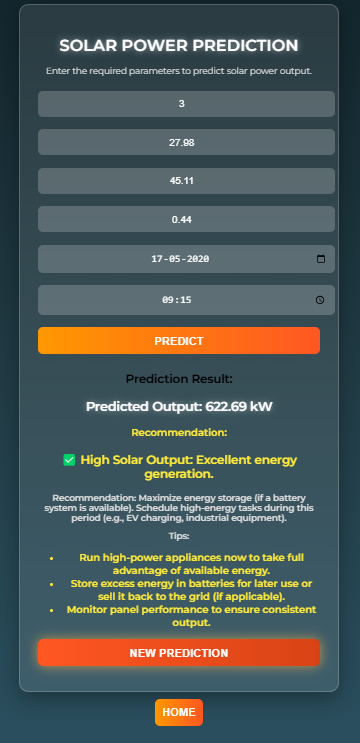 SOLAR POWER PREDICTION
Enter the required parameters to predict solar power output.
3
27.98
45.11
0.44
17-05-2020
09:15
PREDICT
Prediction Result:
Predicted Output: 622.69 kW
Recommendation:
✅ High Solar Output: Excellent energy
generation.
Recommendation: Maximize energy storage (if a battery
system is available). Schedule high-energy tasks during this
period (e.g., EV charging, industrial equipment).
Tips:
• Run high-power appliances now to take full
advantage of available energy.
• Store excess energy in batteries for later use or
sell it back to the grid (if applicable).
• Monitor panel performance to ensure consistent
output.
NEW PREDICTION
HOME